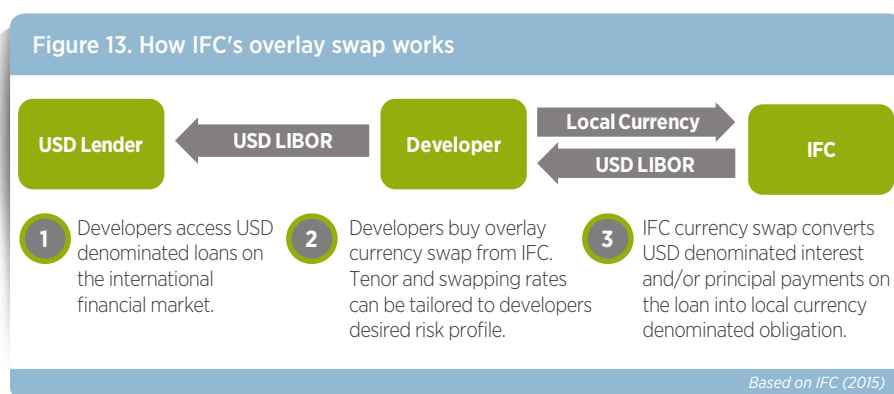 Figure 13. How IFC's overlay swap works
USD Lender
USD LIBOR
Developer
Local Currency
USD LIBOR
IFC
1
Developers access USD
denominated loans on
the international
financial market.
2
Developers buy overlay
currency swap from IFC.
Tenor and swapping rates
can be tailored to developers
desired risk profile.
3
IFC currency swap converts
USD denominated interest
and/or principal payments on
the loan into local currency
denominated obligation.
Based on IFC (2015)